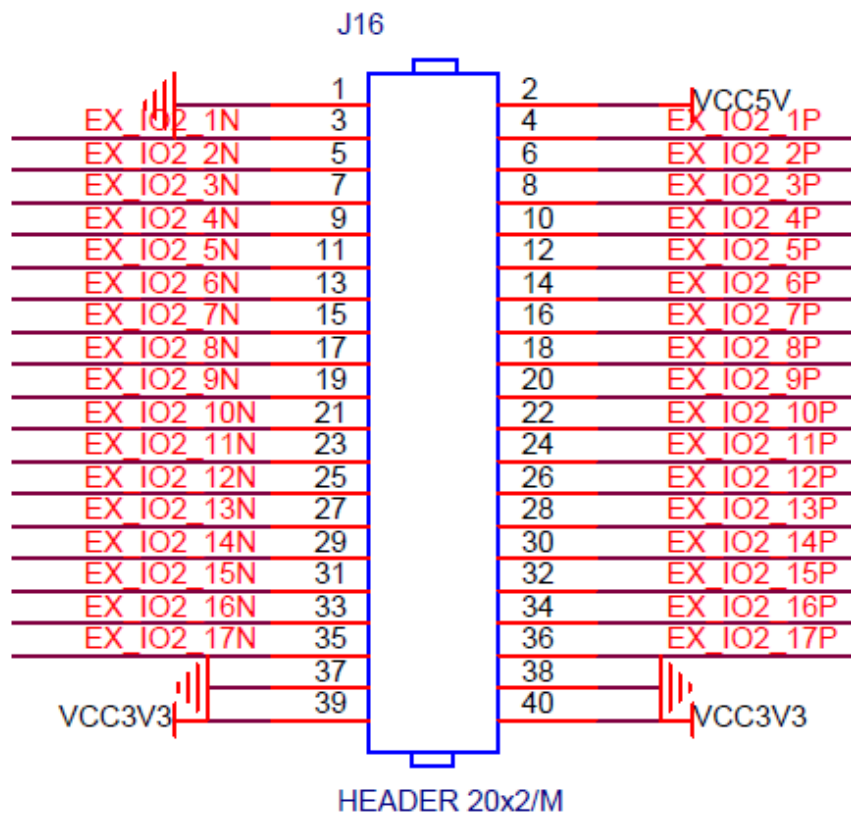 J16
1 2 VCC5V
EX_IO2_1N 3 4 EX_IO2_1P
EX_IO2_2N 5 6 EX_IO2_2P
EX_IO2_3N 7 8 EX_IO2_3P
EX_IO2_4N 9 10 EX_IO2_4P
EX_IO2_5N 11 12 EX_IO2_5P
EX_IO2_6N 13 14 EX_IO2_6P
EX_IO2_7N 15 16 EX_IO2_7P
EX_IO2_8N 17 18 EX_IO2_8P
EX_IO2_9N 19 20 EX_IO2_9P
EX_IO2_10N 21 22 EX_IO2_10P
EX_IO2_11N 23 24 EX_IO2_11P
EX_IO2_12N 25 26 EX_IO2_12P
EX_IO2_13N 27 28 EX_IO2_13P
EX_IO2_14N 29 30 EX_IO2_14P
EX_IO2_15N 31 32 EX_IO2_15P
EX_IO2_16N 33 34 EX_IO2_16P
EX_IO2_17N 35 36 EX_IO2_17P
37 38
VCC3V3 39 40 VCC3V3
HEADER 20x2/M